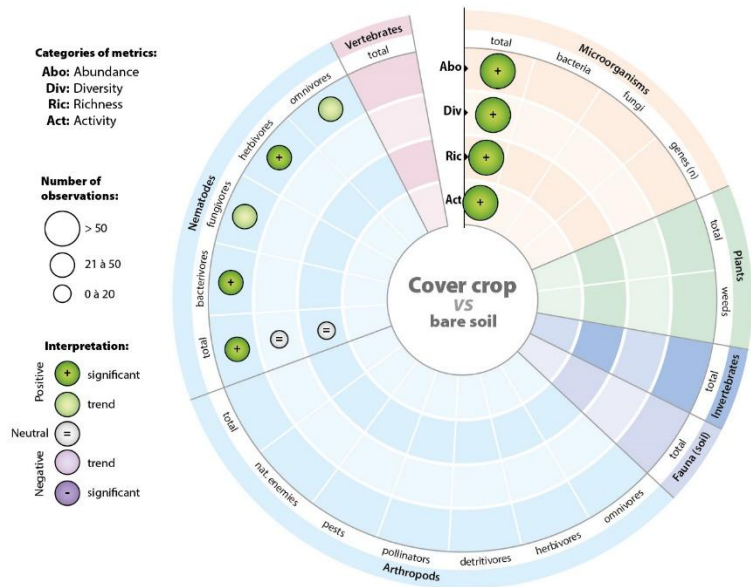 Categories of metrics:
Abo: Abundance
Div: Diversity
Ric: Richness
Act: Activity
Number of
observations:
> 50
21 à 50
0 à 20
Interpretation:
Positive
+ significant
trend
Neutral
=
Negative
trend
- significant
Vertebrates
total
Microorganisms
total
bacteria
fungi
genes (n)
Plants
total
weeds
Invertebrates
total
Fauna (soil)
total
Arthropods
omnivores
herbivores
detritivores
pollinators
pests
nat. enemies
total
Nematodes
total
bacterivores
fungivores
herbivores
omnivores
Abo
+
Div
+
Ric
+
Act
+
+
+
+
=
=
Cover crop
VS
bare soil